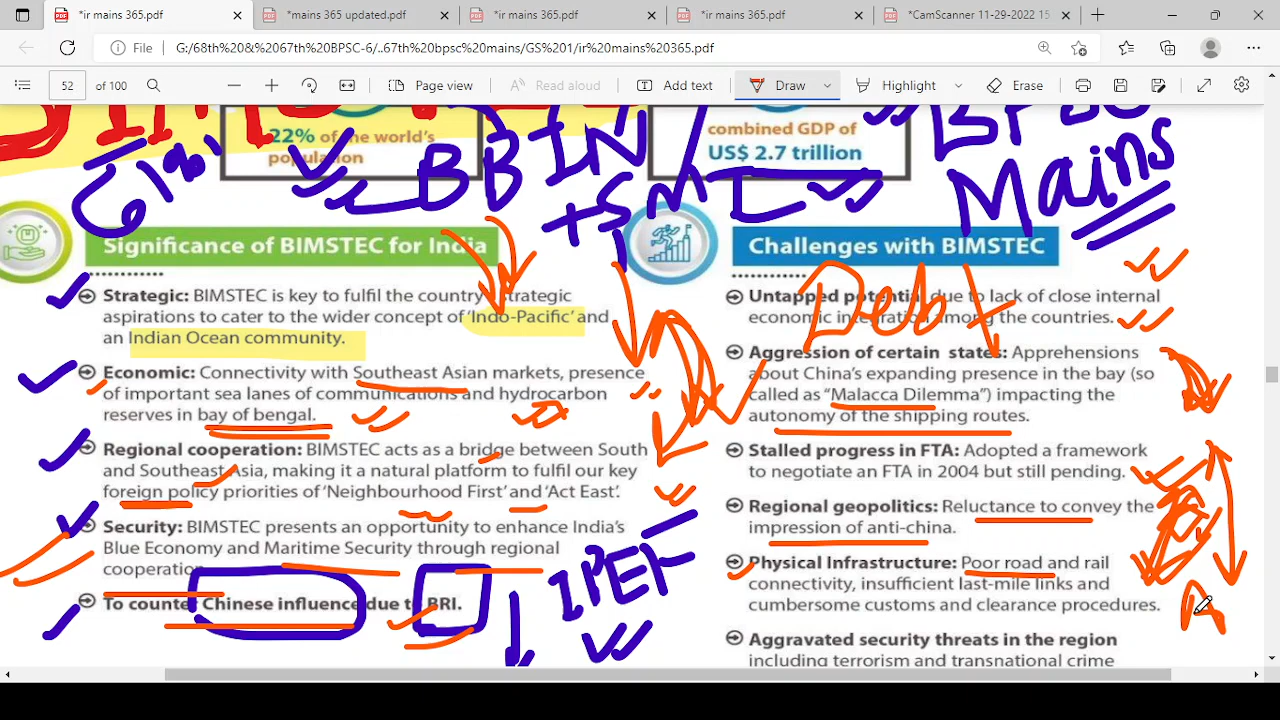 *ir mains 365.pdf
*mains 365 updated.pdf
*ir mains 365.pdf
*ir mains 365.pdf
*CamScanner 11-29-2022 15
File G:/68th%20&%2067th%20BPSC-6/..67th%20bpsc%20mains/GS%201/ir%20mains%20365.pdf
52 of 100 Page view Read aloud Add text Draw Highlight Erase
22% of the world's
population
combined GDP of
US$ 2.7 trillion
BBIN
+SMT
Mains
Significance of BIMSTEC for India
Strategic: BIMSTEC is key to fulfil the country strategic
aspirations to cater to the wider concept of 'Indo-Pacific' and
an Indian Ocean community.
Economic: Connectivity with Southeast Asian markets, presence
of important sea lanes of communications and hydrocarbon
reserves in bay of bengal.
Regional cooperation: BIMSTEC acts as a bridge between South
and Southeast Asia, making it a natural platform to fulfil our key
foreign policy priorities of 'Neighbourhood First' and 'Act East'.
Security: BIMSTEC presents an opportunity to enhance India's
Blue Economy and Maritime Security through regional
cooperation
To counter Chinese influence due to BRI.
IPEF
Challenges with BIMSTEC
Debt
Untapped potential due to lack of close internal
economic integration among the countries.
Aggression of certain states: Apprehensions
about China's expanding presence in the bay (so
called as "Malacca Dilemma") impacting the
autonomy of the shipping routes.
Stalled progress in FTA: Adopted a framework
to negotiate an FTA in 2004 but still pending.
Regional geopolitics: Reluctance to convey the
impression of anti-china.
Physical Infrastructure: Poor road and rail
connectivity, insufficient last-mile links and
cumbersome customs and clearance procedures.
Aggravated security threats in the region
including terrorism and transnational crime